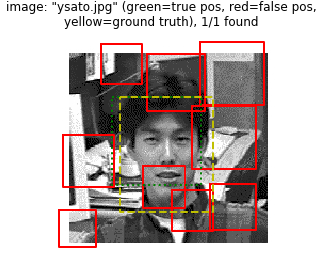 image: "ysato.jpg" (green=true pos, red=false pos,
yellow=ground truth), 1/1 found